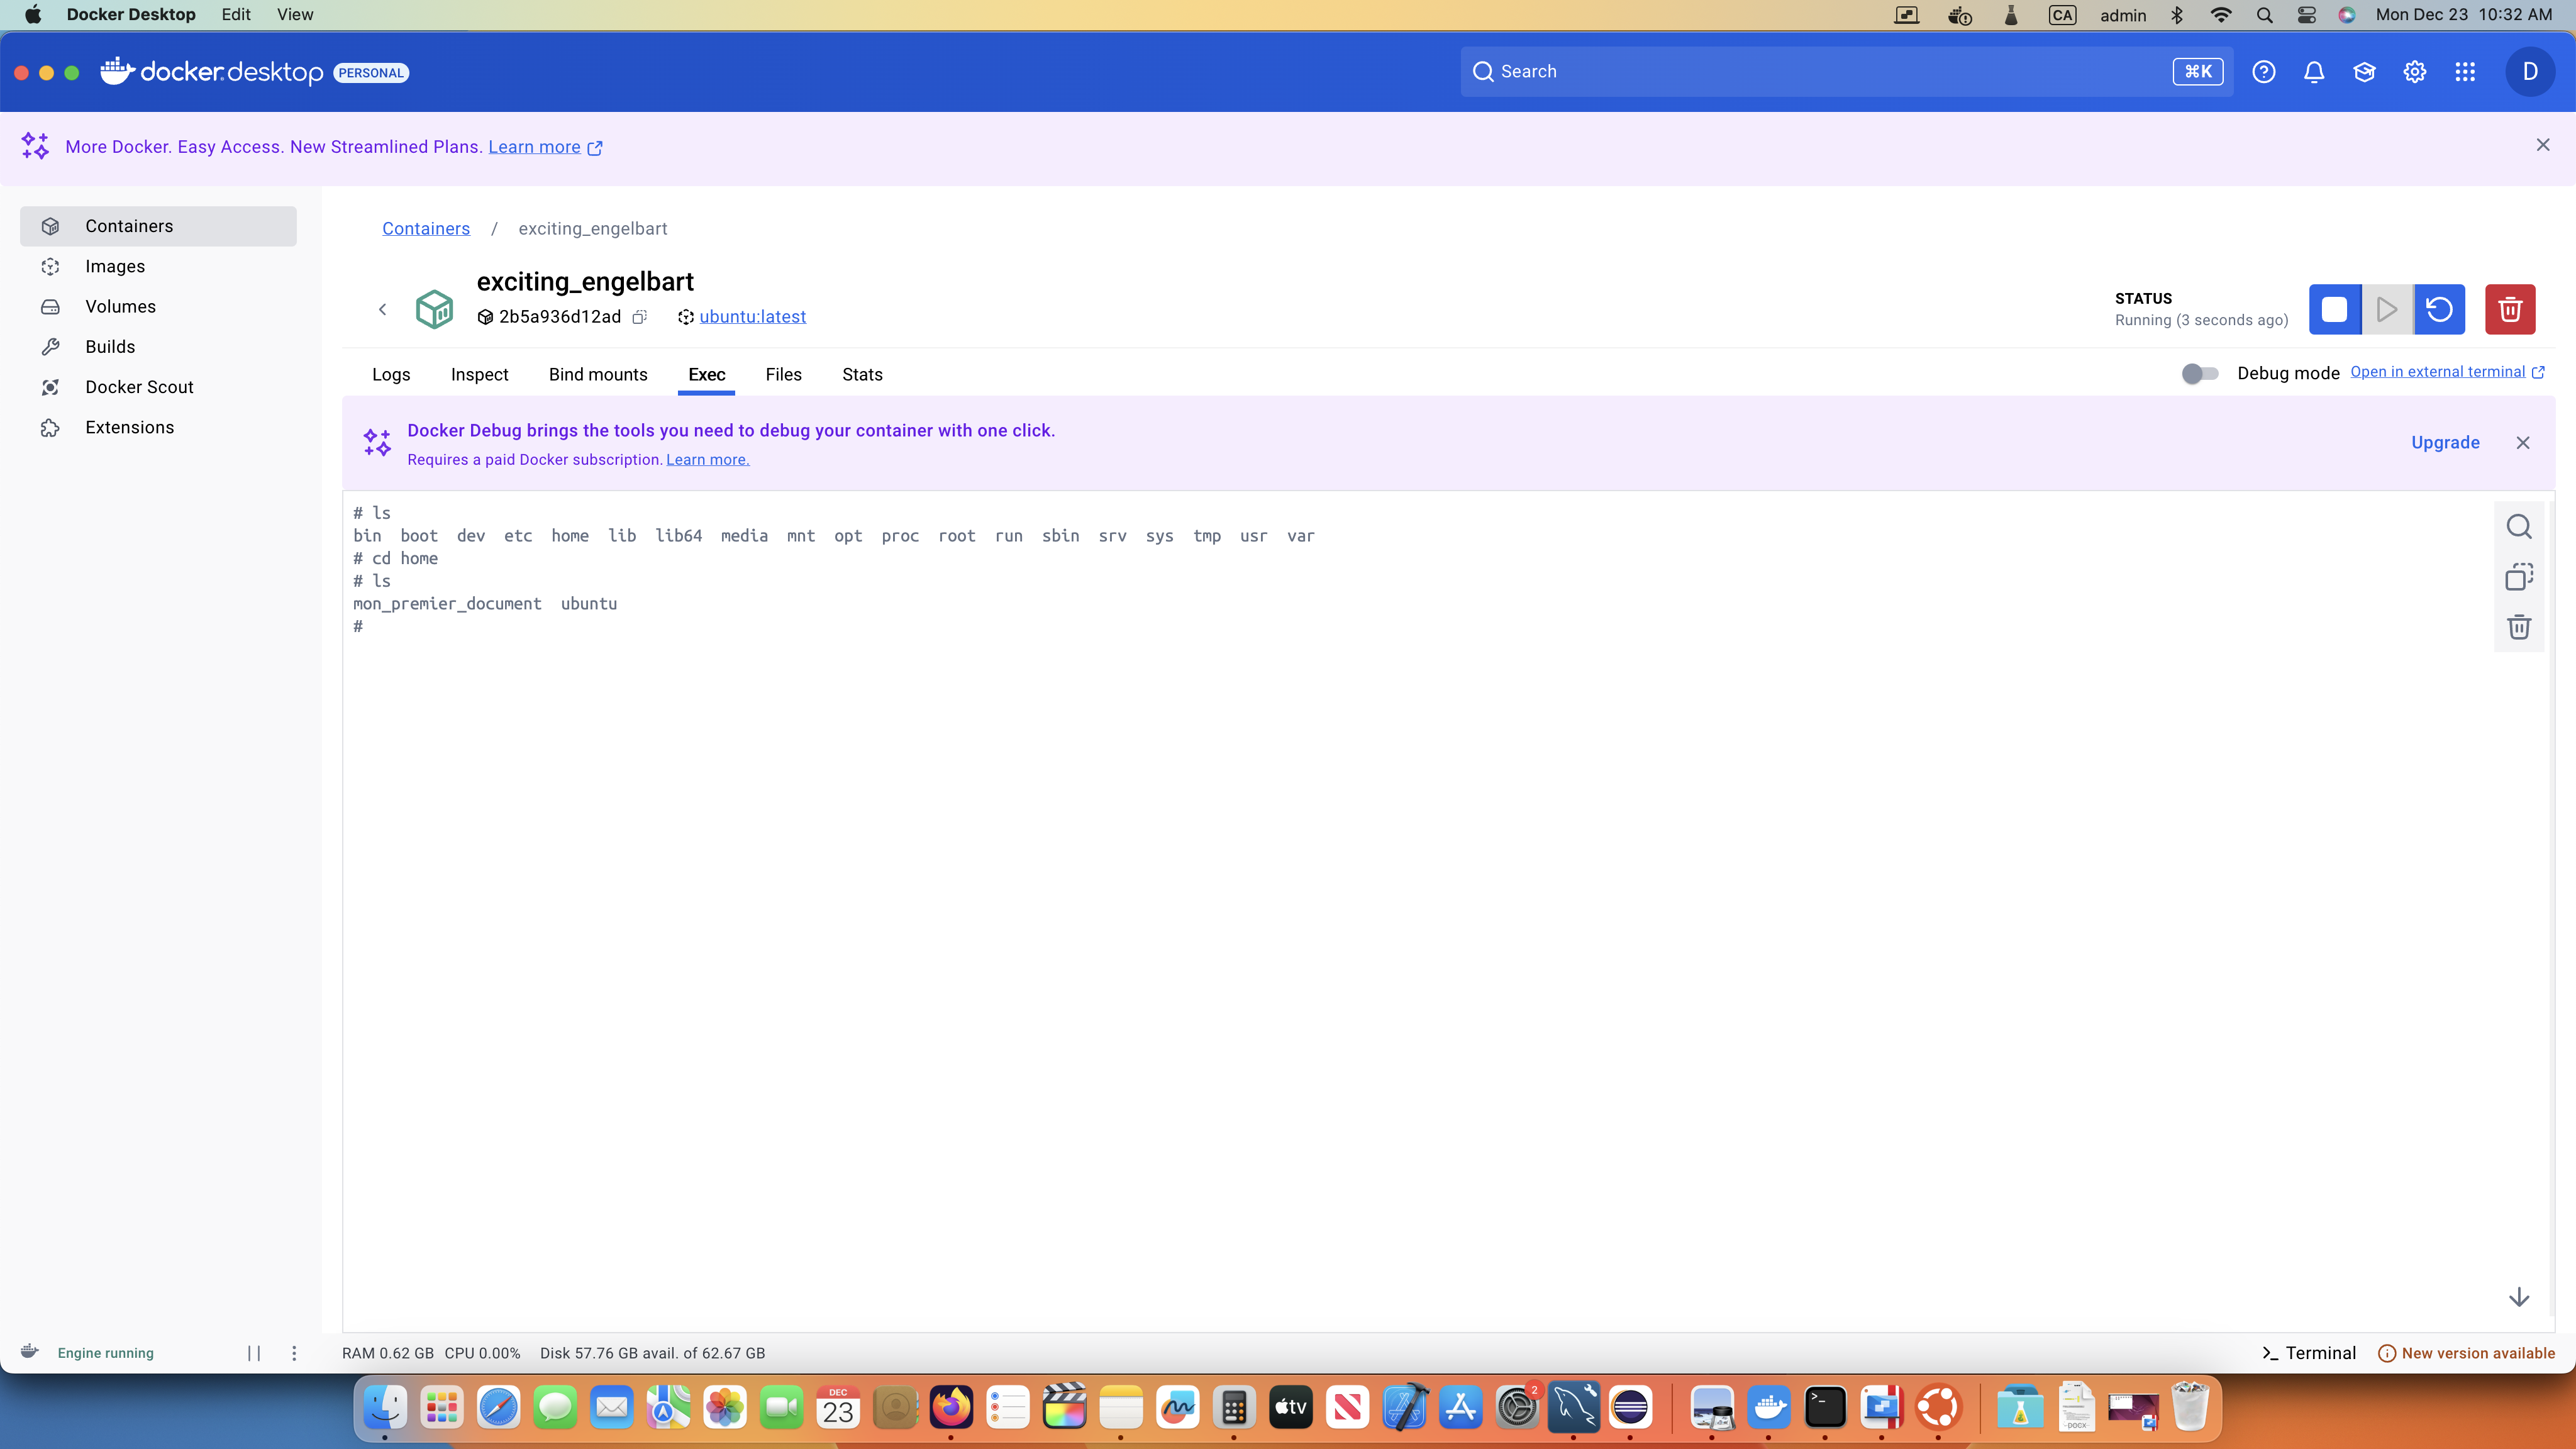 Docker Desktop Edit View CA admin Mon Dec 23 10:32 AM
docker.desktop PERSONAL Search ⌘K D
More Docker. Easy Access. New Streamlined Plans. Learn more
Containers
Images
Volumes
Builds
Docker Scout
Extensions
Containers / exciting_engelbart
exciting_engelbart
2b5a936d12ad ubuntu:latest
STATUS
Running (3 seconds ago)
Logs Inspect Bind mounts Exec Files Stats Debug mode Open in external terminal
Docker Debug brings the tools you need to debug your container with one click.
Requires a paid Docker subscription. Learn more.
Upgrade
# ls
bin boot dev etc home lib lib64 media mnt opt proc root run sbin srv sys tmp usr var
# cd home
# ls
mon_premier_document ubuntu
#
Engine running RAM 0.62 GB CPU 0.00% Disk 57.76 GB avail. of 62.67 GB Terminal New version available
DEC
23
tv
2
DOCX